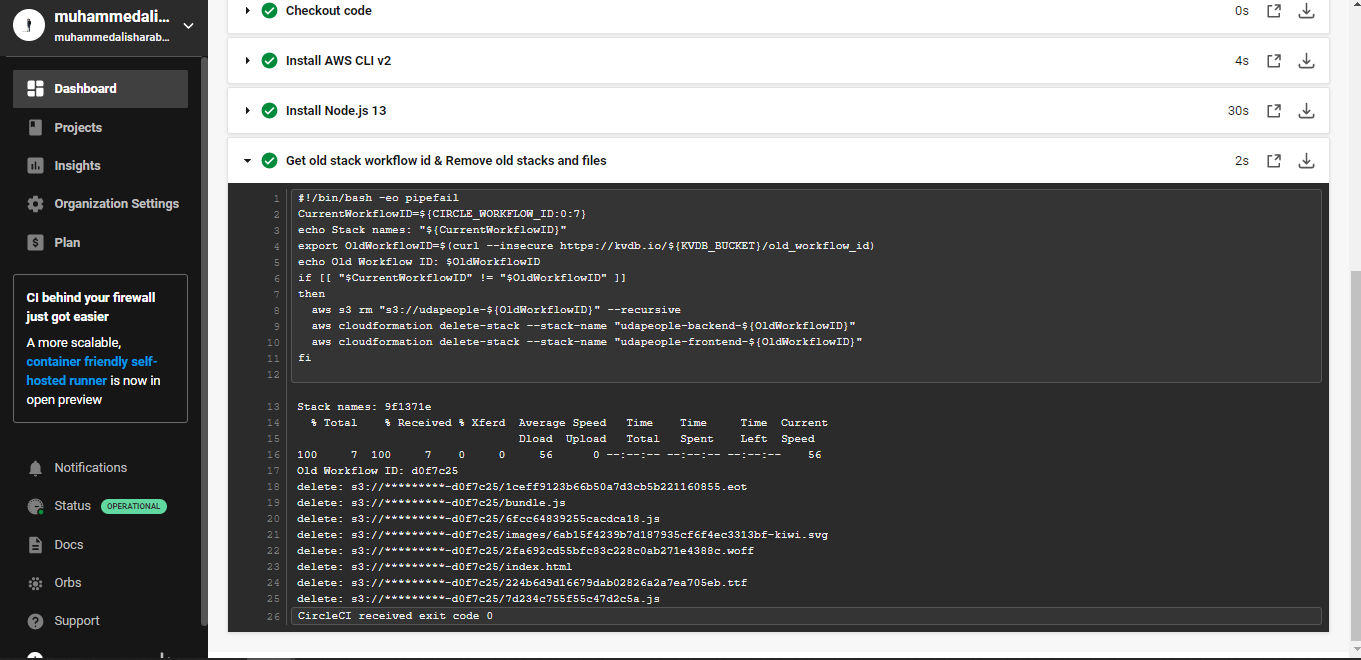 muhammedali...
muhammedalisharab...
Dashboard
Projects
Insights
Organization Settings
Plan
CI behind your firewall
just got easier
A more scalable,
container friendly self-
hosted runner is now in
open preview
Notifications
Status OPERATIONAL
Docs
Orbs
Support
Checkout code 0s
Install AWS CLI v2 4s
Install Node.js 13 30s
Get old stack workflow id & Remove old stacks and files 2s
1 #!/bin/bash -eo pipefail
2 CurrentWorkflowID=${CIRCLE_WORKFLOW_ID:0:7}
3 echo Stack names: "${CurrentWorkflowID}"
4 export OldWorkflowID=$(curl --insecure https://kvdb.io/${KVDB_BUCKET}/old_workflow_id)
5 echo Old Workflow ID: $OldWorkflowID
6 if [[ "$CurrentWorkflowID" != "$OldWorkflowID" ]]
7 then
8 aws s3 rm "s3://udapeople-${OldWorkflowID}" --recursive
9 aws cloudformation delete-stack --stack-name "udapeople-backend-${OldWorkflowID}"
10 aws cloudformation delete-stack --stack-name "udapeople-frontend-${OldWorkflowID}"
11 fi
12
13 Stack names: 9f1371e
14 % Total % Received % Xferd Average Speed Time Time Time Current
15 Dload Upload Total Spent Left Speed
16 100 7 100 7 0 0 56 0 --:--:-- --:--:-- --:--:-- 56
17 Old Workflow ID: d0f7c25
18 delete: s3://*********-d0f7c25/1ceff9123b66b50a7d3cb5b221160855.eot
19 delete: s3://*********-d0f7c25/bundle.js
20 delete: s3://*********-d0f7c25/6fcc64839255cacdca18.js
21 delete: s3://*********-d0f7c25/images/6ab15f4239b7d187935cf6f4ec3313bf-kiwi.svg
22 delete: s3://*********-d0f7c25/2fa692cd55bfc83c228c0ab271e4388c.woff
23 delete: s3://*********-d0f7c25/index.html
24 delete: s3://*********-d0f7c25/224b6d9d16679dab02826a2a7ea705eb.ttf
25 delete: s3://*********-d0f7c25/7d234c755f55c47d2c5a.js
26 CircleCI received exit code 0